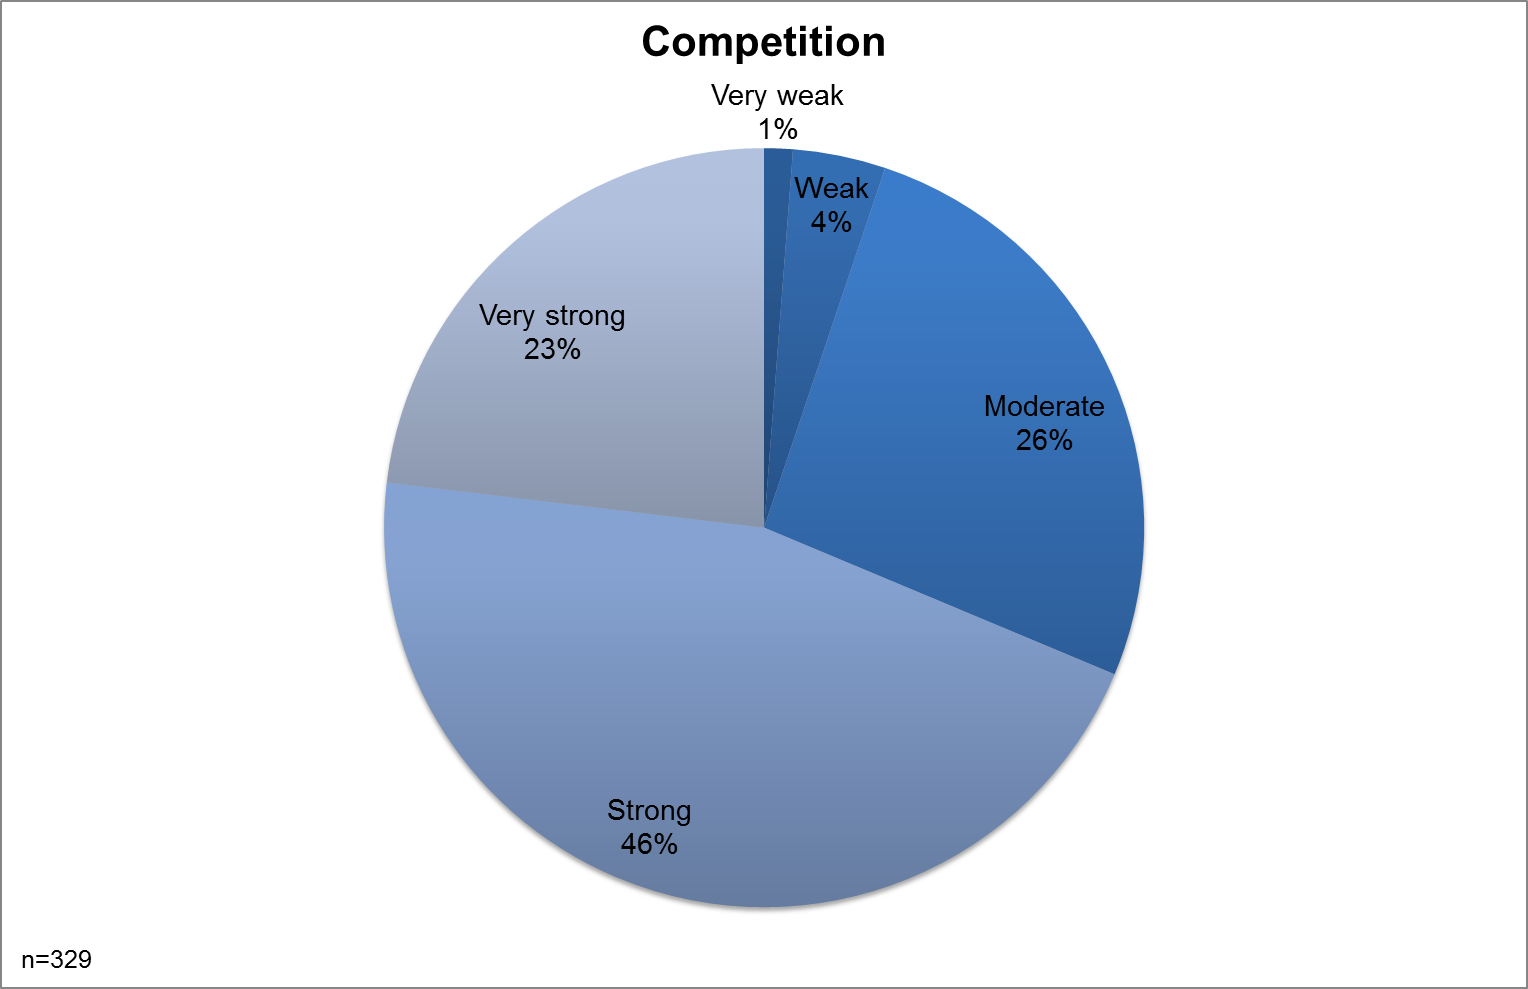 Competition
Very weak
1%
Weak
4%
Very strong
23%
Moderate
26%
Strong
46%
n=329